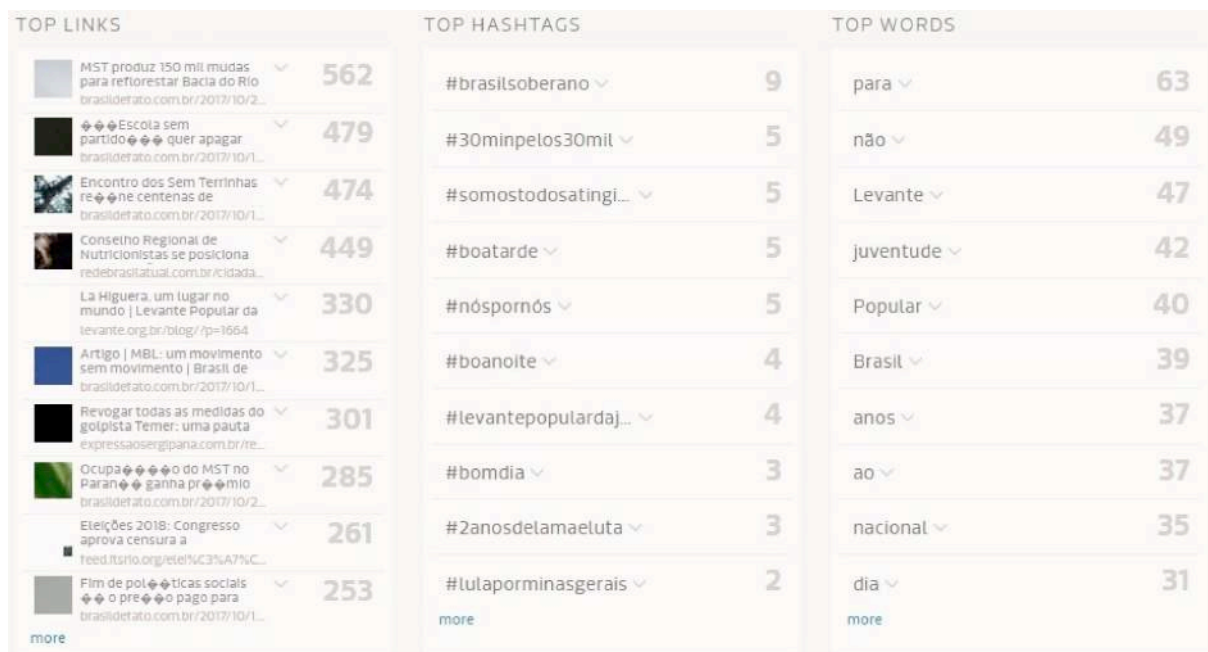 TOP LINKS
MST produz 150 mil mudas
para reflorestar Bacia do Rio
brasildefato.com.br/2017/10/2...
562
���Escola sem
partido��� quer apagar
brasildefato.com.br/2017/10/1...
479
Encontro dos Sem Terrinhas
re��ne centenas de
brasildefato.com.br/2017/10/1...
474
Conselho Regional de
Nutricionistas se posiciona
redebrasilatual.com.br/cidada...
449
La Higuera, um lugar no
mundo | Levante Popular da
levante.org.br/blog/?p=1664
330
Artigo | MBL: um movimento
sem movimento | Brasil de
brasildefato.com.br/2017/10/1...
325
Revogar todas as medidas do
golpista Temer: uma pauta
expressaosergipana.com.br/re...
301
Ocupa����o do MST no
Paran�� ganha pr��mio
brasildefato.com.br/2017/10/2...
285
Eleições 2018: Congresso
aprova censura a
feed.itsrio.org/elei%C3%A7%C...
261
Fim de pol��ticas sociais
�� o pre��o pago para
brasildefato.com.br/2017/10/1...
253
more
TOP HASHTAGS
#brasilsoberano 9
#30minpelos30mil 5
#somostodosatingi... 5
#boatarde 5
#nóspornós 5
#boanoite 4
#levantepopulardaj... 4
#bomdia 3
#2anosdelamaeluta 3
#lulaporminasgerais 2
more
TOP WORDS
para 63
não 49
Levante 47
juventude 42
Popular 40
Brasil 39
anos 37
ao 37
nacional 35
dia 31
more